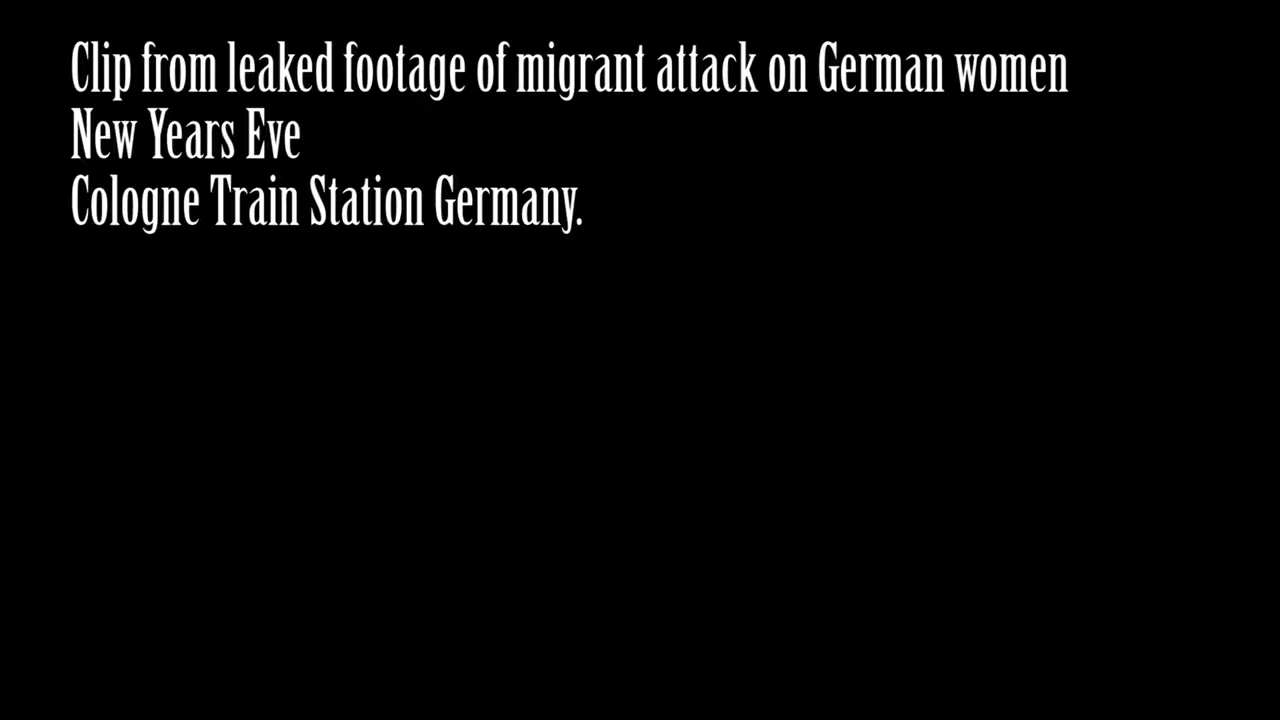 Clip from leaked footage of migrant attack on German women
New Years Eve
Cologne Train Station Germany.